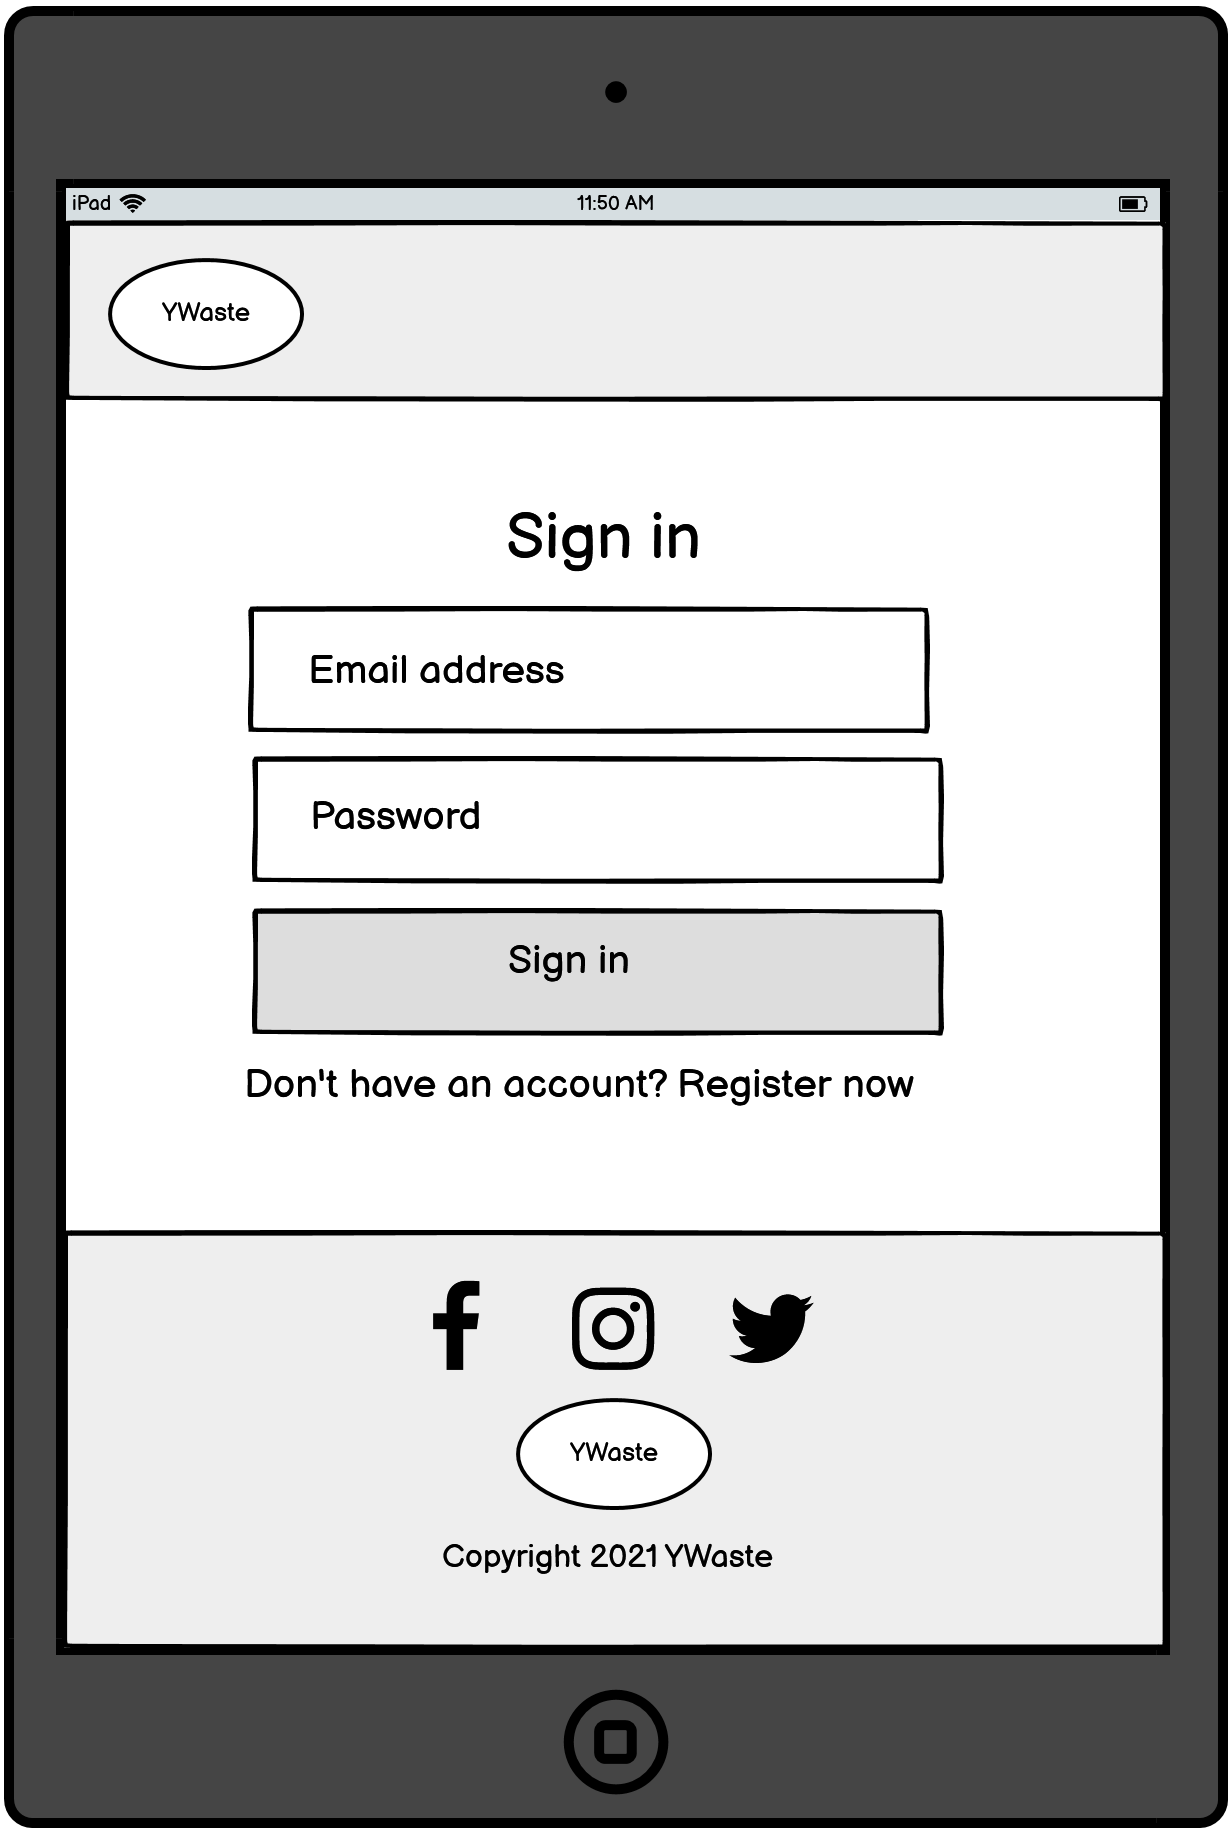 iPad 11:50 AM
YWaste
Sign in
Email address
Password
Sign in
Don't have an account? Register now
YWaste
Copyright 2021 YWaste